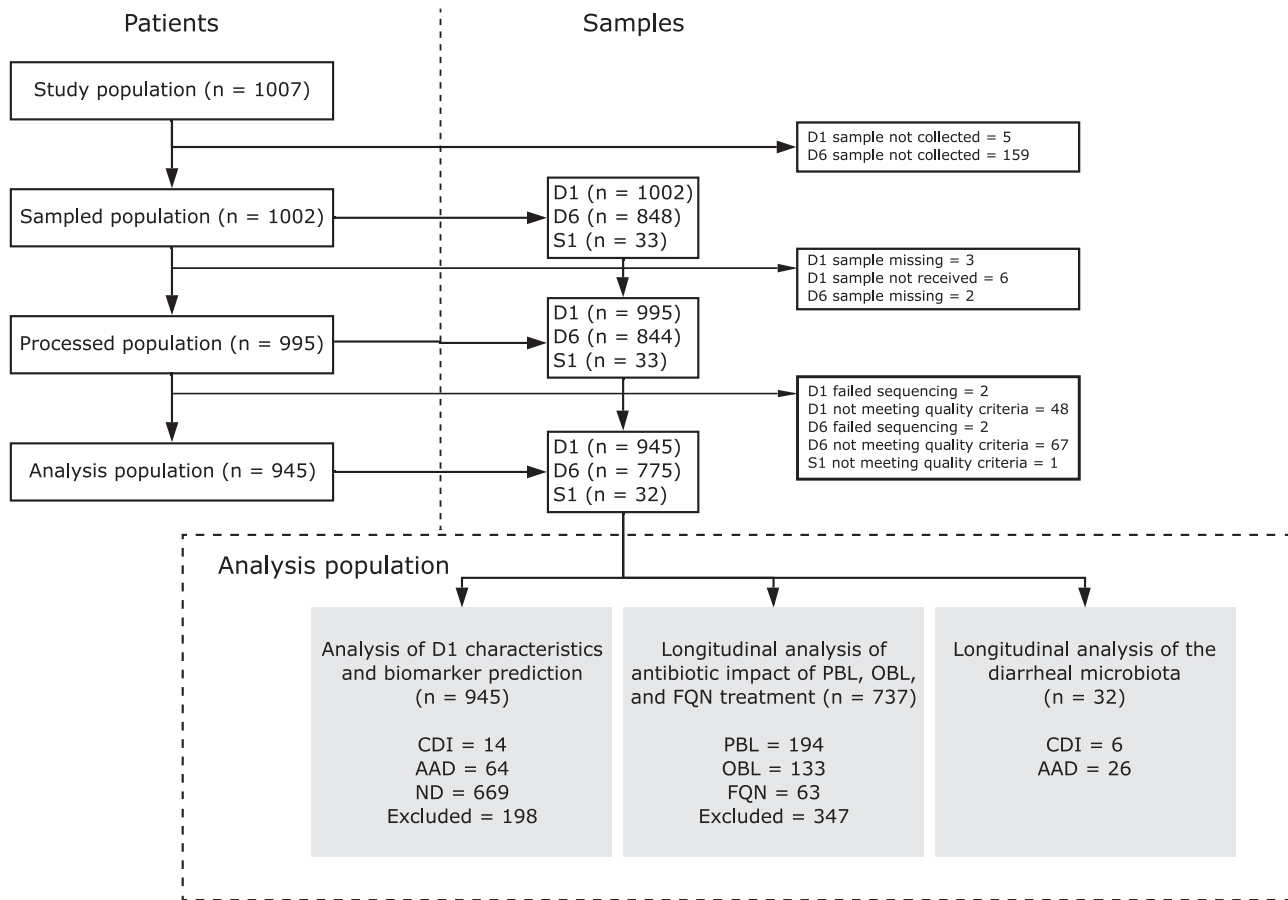 Patients
Samples
Study population (n = 1007)
D1 sample not collected = 5
D6 sample not collected = 159
Sampled population (n = 1002)
D1 (n = 1002)
D6 (n = 848)
S1 (n = 33)
D1 sample missing = 3
D1 sample not received = 6
D6 sample missing = 2
Processed population (n = 995)
D1 (n = 995)
D6 (n = 844)
S1 (n = 33)
D1 failed sequencing = 2
D1 not meeting quality criteria = 48
D6 failed sequencing = 2
D6 not meeting quality criteria = 67
S1 not meeting quality criteria = 1
Analysis population (n = 945)
D1 (n = 945)
D6 (n = 775)
S1 (n = 32)
Analysis population
Analysis of D1 characteristics
and biomarker prediction
(n = 945)
CDI = 14
AAD = 64
ND = 669
Excluded = 198
Longitudinal analysis of
antibiotic impact of PBL, OBL,
and FQN treatment (n = 737)
PBL = 194
OBL = 133
FQN = 63
Excluded = 347
Longitudinal analysis of the
diarrheal microbiota
(n = 32)
CDI = 6
AAD = 26